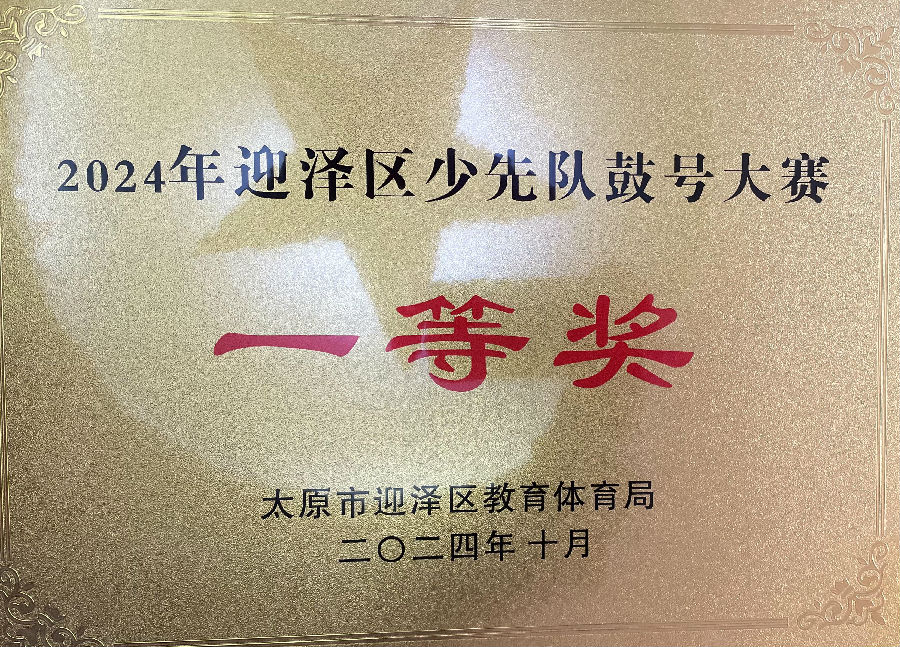 2024年迎泽区少先队鼓号大赛
一等奖
太原市迎泽区教育体育局
二〇二四年十月